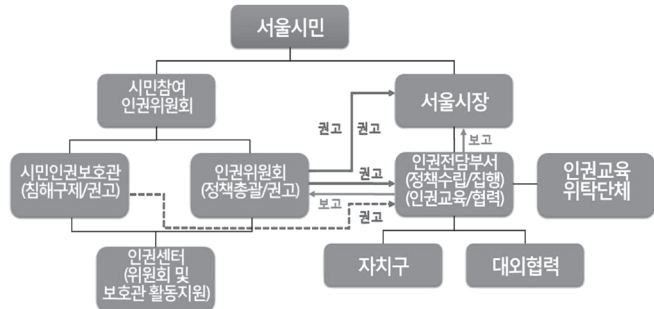 서울시민
시민참여
인권위원회
서울시장
권고
권고
보고
시민인권보호관
(침해구제/권고)
인권위원회
(정책총괄/권고)
권고
보고
권고
인권전담부서
(정책수립/집행)
(인권교육/협력)
인권교육
위탁단체
인권센터
(위원회 및
보호관 활동지원)
자치구
대외협력